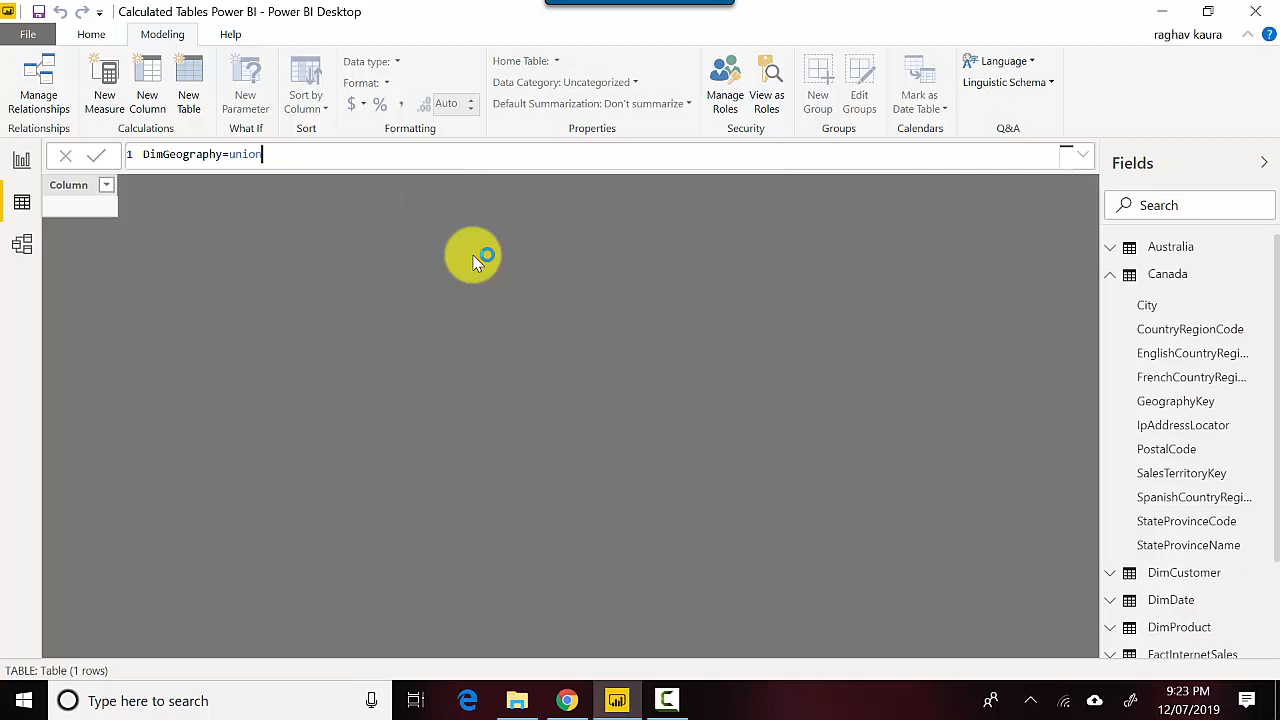 Calculated Tables Power BI - Power BI Desktop
File
Home
Modeling
Help
raghav kaura
Manage
Relationships
New
Measure
New
Column
New
Table
New
Parameter
Sort by
Column
Data type:
Format:
$ % , .00 Auto
Home Table:
Data Category: Uncategorized
Default Summarization: Don't summarize
Manage
Roles
View as
Roles
New
Group
Edit
Groups
Mark as
Date Table
Language
Linguistic Schema
Relationships
Calculations
What If
Sort
Formatting
Properties
Security
Groups
Calendars
Q&A
1 DimGeography=union
Column
Fields
Search
Australia
Canada
City
CountryRegionCode
EnglishCountryRegi...
FrenchCountryRegi...
GeographyKey
IpAddressLocator
PostalCode
SalesTerritoryKey
SpanishCountryRegi...
StateProvinceCode
StateProvinceName
DimCustomer
DimDate
DimProduct
FactInternetSales
TABLE: Table (1 rows)
Type here to search
9:23 PM
12/07/2019